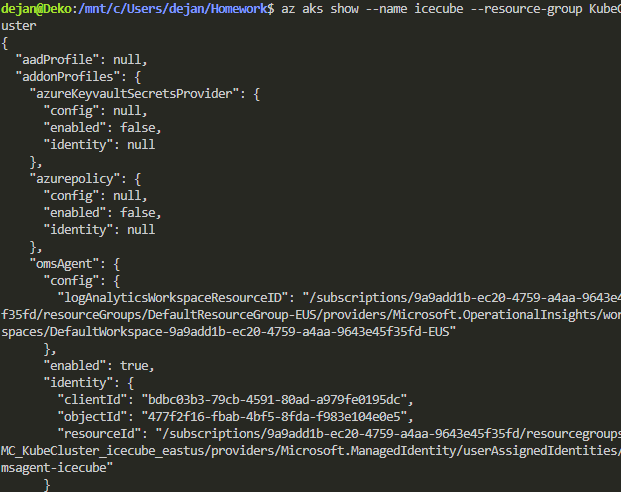 dejan@Deko:/mnt/c/Users/dejan/Homework$ az aks show --name icecube --resource-group KubeC
uster
{
  "aadProfile": null,
  "addonProfiles": {
    "azureKeyvaultSecretsProvider": {
      "config": null,
      "enabled": false,
      "identity": null
    },
    "azurepolicy": {
      "config": null,
      "enabled": false,
      "identity": null
    },
    "omsAgent": {
      "config": {
        "logAnalyticsWorkspaceResourceID": "/subscriptions/9a9add1b-ec20-4759-a4aa-9643e4
f35fd/resourceGroups/DefaultResourceGroup-EUS/providers/Microsoft.OperationalInsights/wor
spaces/DefaultWorkspace-9a9add1b-ec20-4759-a4aa-9643e45f35fd-EUS"
      },
      "enabled": true,
      "identity": {
        "clientId": "bdbc03b3-79cb-4591-80ad-a979fe0195dc",
        "objectId": "477f2f16-fbab-4bf5-8fda-f983e104e0e5",
        "resourceId": "/subscriptions/9a9add1b-ec20-4759-a4aa-9643e45f35fd/resourcegroups
MC_KubeCluster_icecube_eastus/providers/Microsoft.ManagedIdentity/userAssignedIdentities/
msagent-icecube"
      }